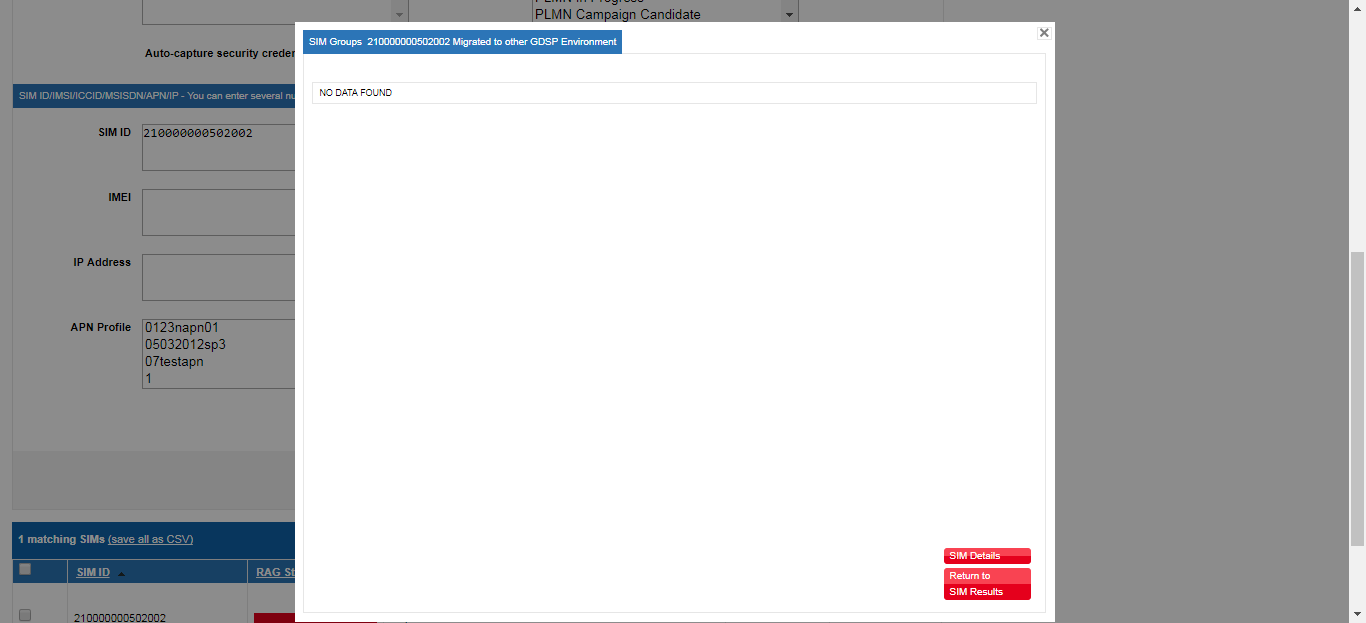 PLMN Campaign Candidate
Auto-capture security creder
SIM ID/IMSI/ICCID/MSISDN/APN/IP - You can enter several nu
SIM ID
210000000502002
IMEI
IP Address
APN Profile
0123napn01
05032012sp3
07testapn
1
1 matching SIMs (save all as CSV)
SIM ID
RAG St
210000000502002
SIM Groups 210000000502002 Migrated to other GDSP Environment
NO DATA FOUND
SIM Details
Return to
SIM Results